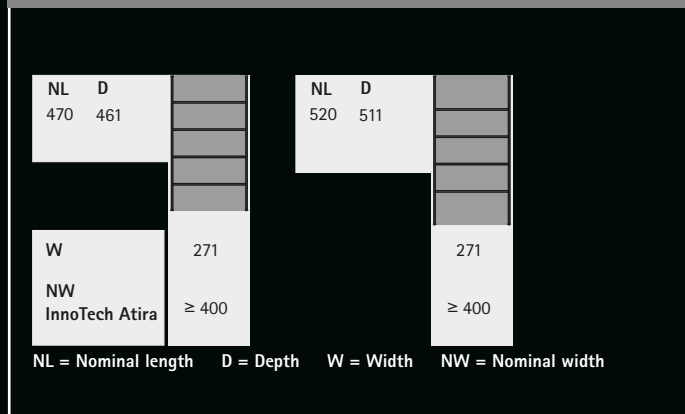 NL D NL D
470 461 520 511
W 271 271
NW
InnoTech Atira ≥ 400 ≥ 400
NL = Nominal length D = Depth W = Width NW = Nominal width